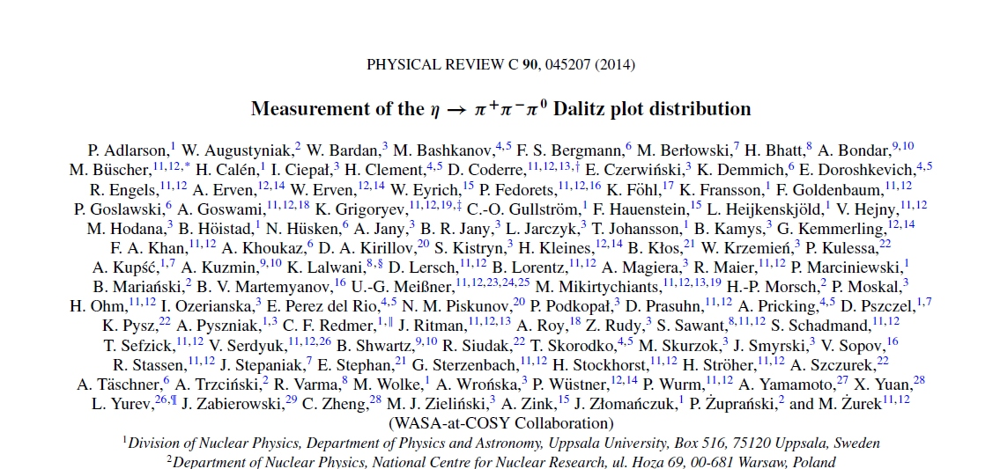 PHYSICAL REVIEW C 90, 045207 (2014)
Measurement of the η → π⁺π⁻π⁰ Dalitz plot distribution
P. Adlarson,¹ W. Augustyniak,² W. Bardan,³ M. Bashkanov,⁴,⁵ F. S. Bergmann,⁶ M. Berłowski,⁷ H. Bhatt,⁸ A. Bondar,⁹,¹⁰
M. Büscher,¹¹,¹²,* H. Calén,¹ I. Ciepał,³ H. Clement,⁴,⁵ D. Coderre,¹¹,¹²,¹³,† E. Czerwiński,³ K. Demmich,⁶ E. Doroshkevich,⁴,⁵
R. Engels,¹¹,¹² A. Erven,¹²,¹⁴ W. Erven,¹²,¹⁴ W. Eyrich,¹⁵ P. Fedorets,¹¹,¹²,¹⁶ K. Föhl,¹⁷ K. Fransson,¹ F. Goldenbaum,¹¹,¹²
P. Goslawski,⁶ A. Goswami,¹¹,¹²,¹⁸ K. Grigoryev,¹¹,¹²,¹⁹,‡ C.-O. Gullström,¹ F. Hauenstein,¹⁵ L. Heijkenskjöld,¹ V. Hejny,¹¹,¹²
M. Hodana,³ B. Höistad,¹ N. Hüsken,⁶ A. Jany,³ B. R. Jany,³ L. Jarczyk,³ T. Johansson,¹ B. Kamys,³ G. Kemmerling,¹²,¹⁴
F. A. Khan,¹¹,¹² A. Khoukaz,⁶ D. A. Kirillov,²⁰ S. Kistryn,³ H. Kleines,¹²,¹⁴ B. Kłos,²¹ W. Krzemień,³ P. Kulessa,²²
A. Kupść,¹,⁷ A. Kuzmin,⁹,¹⁰ K. Lalwani,⁸,§ D. Lersch,¹¹,¹² B. Lorentz,¹¹,¹² A. Magiera,³ R. Maier,¹¹,¹² P. Marciniewski,¹
B. Mariański,² B. V. Martemyanov,¹⁶ U.-G. Meißner,¹¹,¹²,²³,²⁴,²⁵ M. Mikirtychiants,¹¹,¹²,¹³,¹⁹ H.-P. Morsch,² P. Moskal,³
H. Ohm,¹¹,¹² I. Ozerianska,³ E. Perez del Rio,⁴,⁵ N. M. Piskunov,²⁰ P. Podkopał,³ D. Prasuhn,¹¹,¹² A. Pricking,⁴,⁵ D. Pszczel,¹,⁷
K. Pysz,²² A. Pyszniak,¹,³ C. F. Redmer,¹,‖ J. Ritman,¹¹,¹²,¹³ A. Roy,¹⁸ Z. Rudy,³ S. Sawant,⁸,¹¹,¹² S. Schadmand,¹¹,¹²
T. Sefzick,¹¹,¹² V. Serdyuk,¹¹,¹²,²⁶ B. Shwartz,⁹,¹⁰ R. Siudak,²² T. Skorodko,⁴,⁵ M. Skurzok,³ J. Smyrski,³ V. Sopov,¹⁶
R. Stassen,¹¹,¹² J. Stepaniak,⁷ E. Stephan,²¹ G. Sterzenbach,¹¹,¹² H. Stockhorst,¹¹,¹² H. Ströher,¹¹,¹² A. Szczurek,²²
A. Täschner,⁶ A. Trzciński,² R. Varma,⁸ M. Wolke,¹ A. Wrońska,³ P. Wüstner,¹²,¹⁴ P. Wurm,¹¹,¹² A. Yamamoto,²⁷ X. Yuan,²⁸
L. Yurev,²⁶,¶ J. Zabierowski,²⁹ C. Zheng,²⁸ M. J. Zieliński,³ A. Zink,¹⁵ J. Złomańczuk,¹ P. Żuprański,² and M. Żurek¹¹,¹²
(WASA-at-COSY Collaboration)
¹Division of Nuclear Physics, Department of Physics and Astronomy, Uppsala University, Box 516, 75120 Uppsala, Sweden
²Department of Nuclear Physics, National Centre for Nuclear Research, ul. Hoza 69, 00-681 Warsaw, Poland